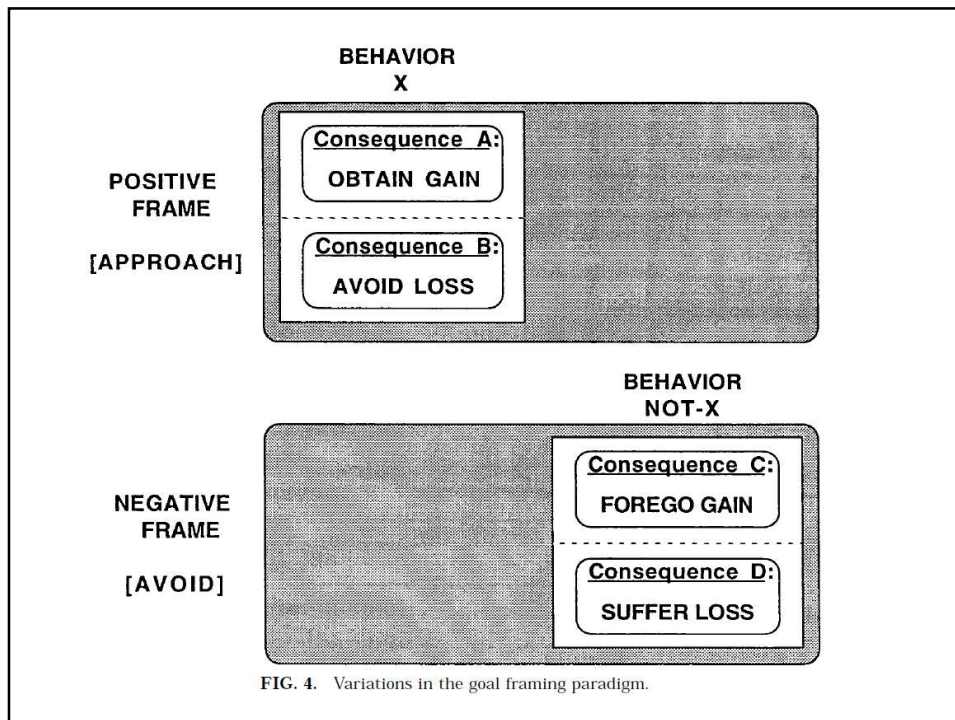 BEHAVIOR
X
POSITIVE
FRAME
[APPROACH]
Consequence A:
OBTAIN GAIN
Consequence B:
AVOID LOSS
BEHAVIOR
NOT-X
NEGATIVE
FRAME
[AVOID]
Consequence C:
FOREGO GAIN
Consequence D:
SUFFER LOSS
FIG. 4. Variations in the goal framing paradigm.